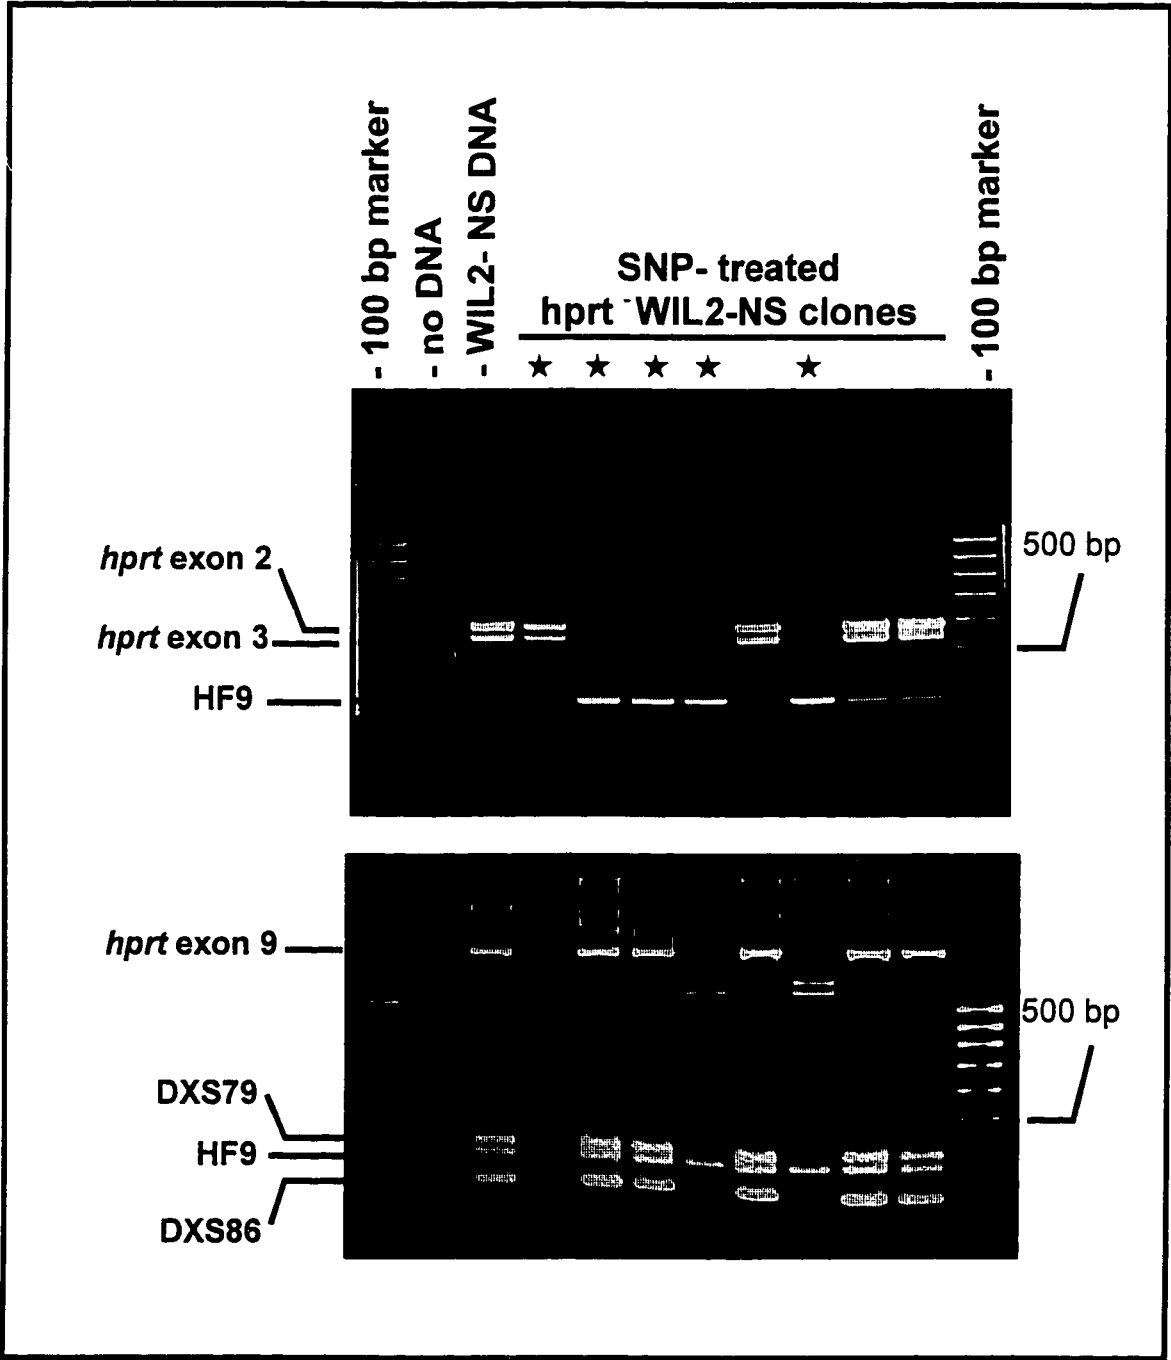 - 100 bp marker
- no DNA
- WIL2- NS DNA
SNP- treated
hprt - WIL2-NS clones
- 100 bp marker
★ ★ ★ ★ ★
hprt exon 2
hprt exon 3
HF9
500 bp
hprt exon 9
DXS79
HF9
DXS86
500 bp